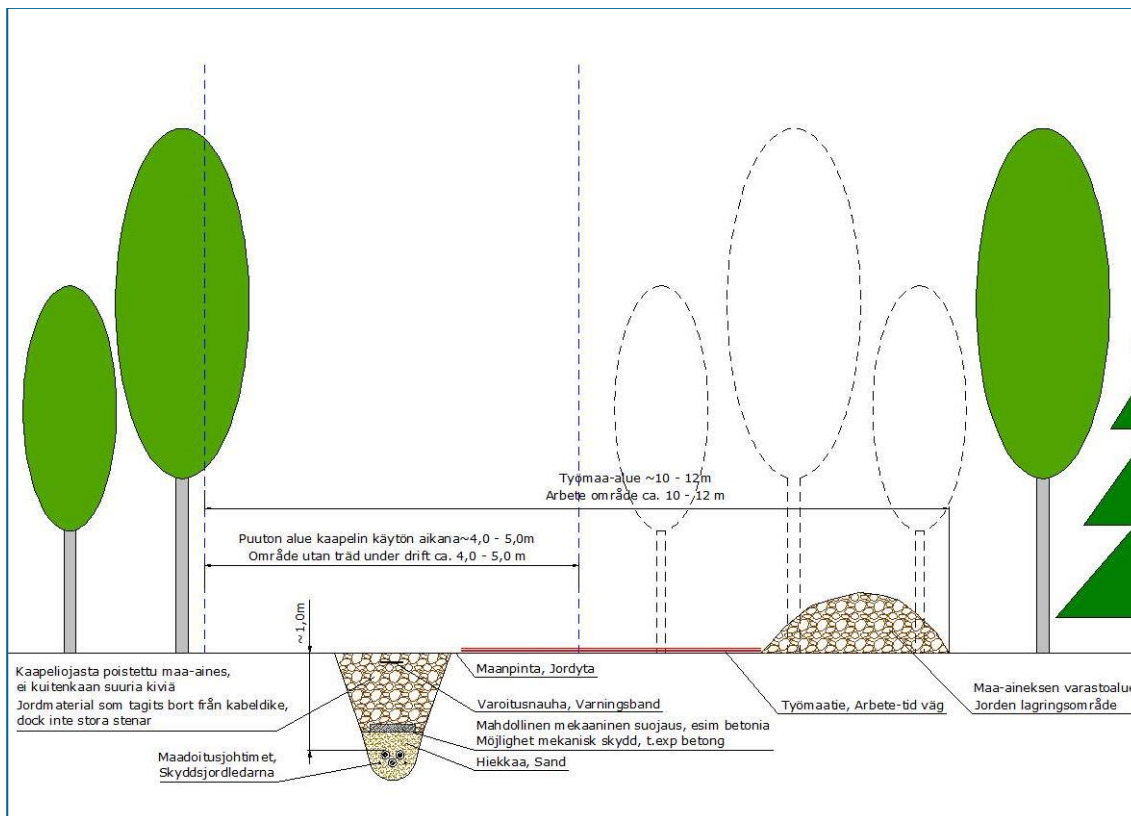 Työmaa-alue ~10 - 12m
Arbete område ca. 10 - 12 m
Puuton alue kaapelin käytön aikana~4,0 - 5,0m
Område utan träd under drift ca. 4,0 - 5,0 m
~1,0m
Kaapeliojasta poistettu maa-aines,
ei kuitenkaan suuria kiviä
Jordmaterial som tagits bort från kabeldike,
dock inte stora stenar
Maadoitusjohtimet,
Skyddsjordledarna
Maanpinta, Jordyta
Varoitusnauha, Varningsband
Mahdollinen mekaaninen suojaus, esim betonia
Möjlighet mekanisk skydd, t.exp betong
Hiekkaa, Sand
Työmaatie, Arbete-tid väg
Maa-aineksen varastoalue
Jorden lagringsområde